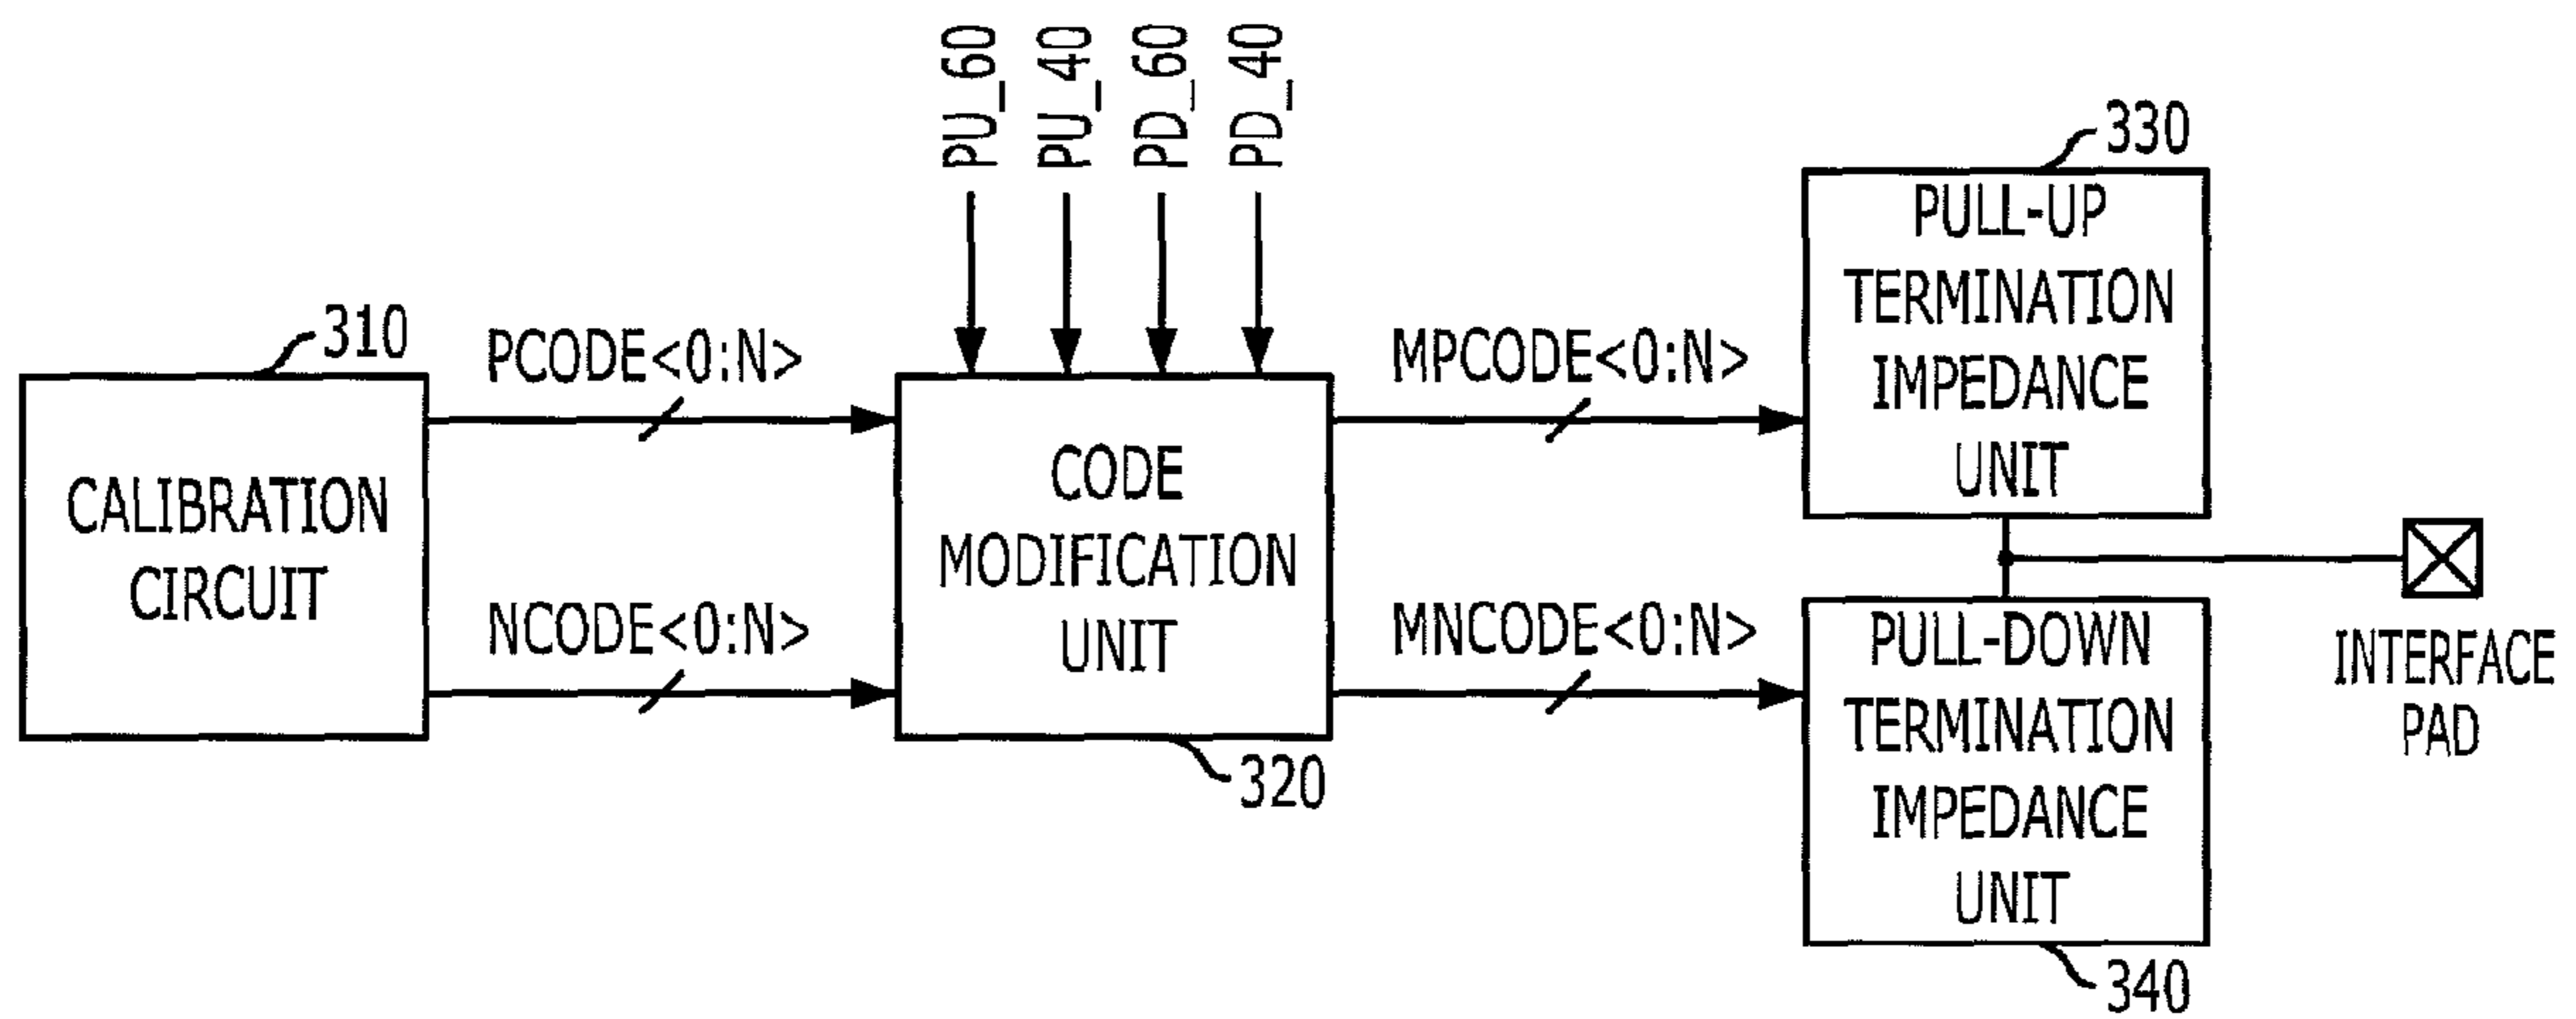 PU_60
PU_40
PD_60
PD_40
310
PCODE<0:N>
CALIBRATION
CIRCUIT
NCODE<0:N>
CODE
MODIFICATION
UNIT
320
MPCODE<0:N>
MNCODE<0:N>
330
PULL-UP
TERMINATION
IMPEDANCE
UNIT
PULL-DOWN
TERMINATION
IMPEDANCE
UNIT
340
INTERFACE
PAD